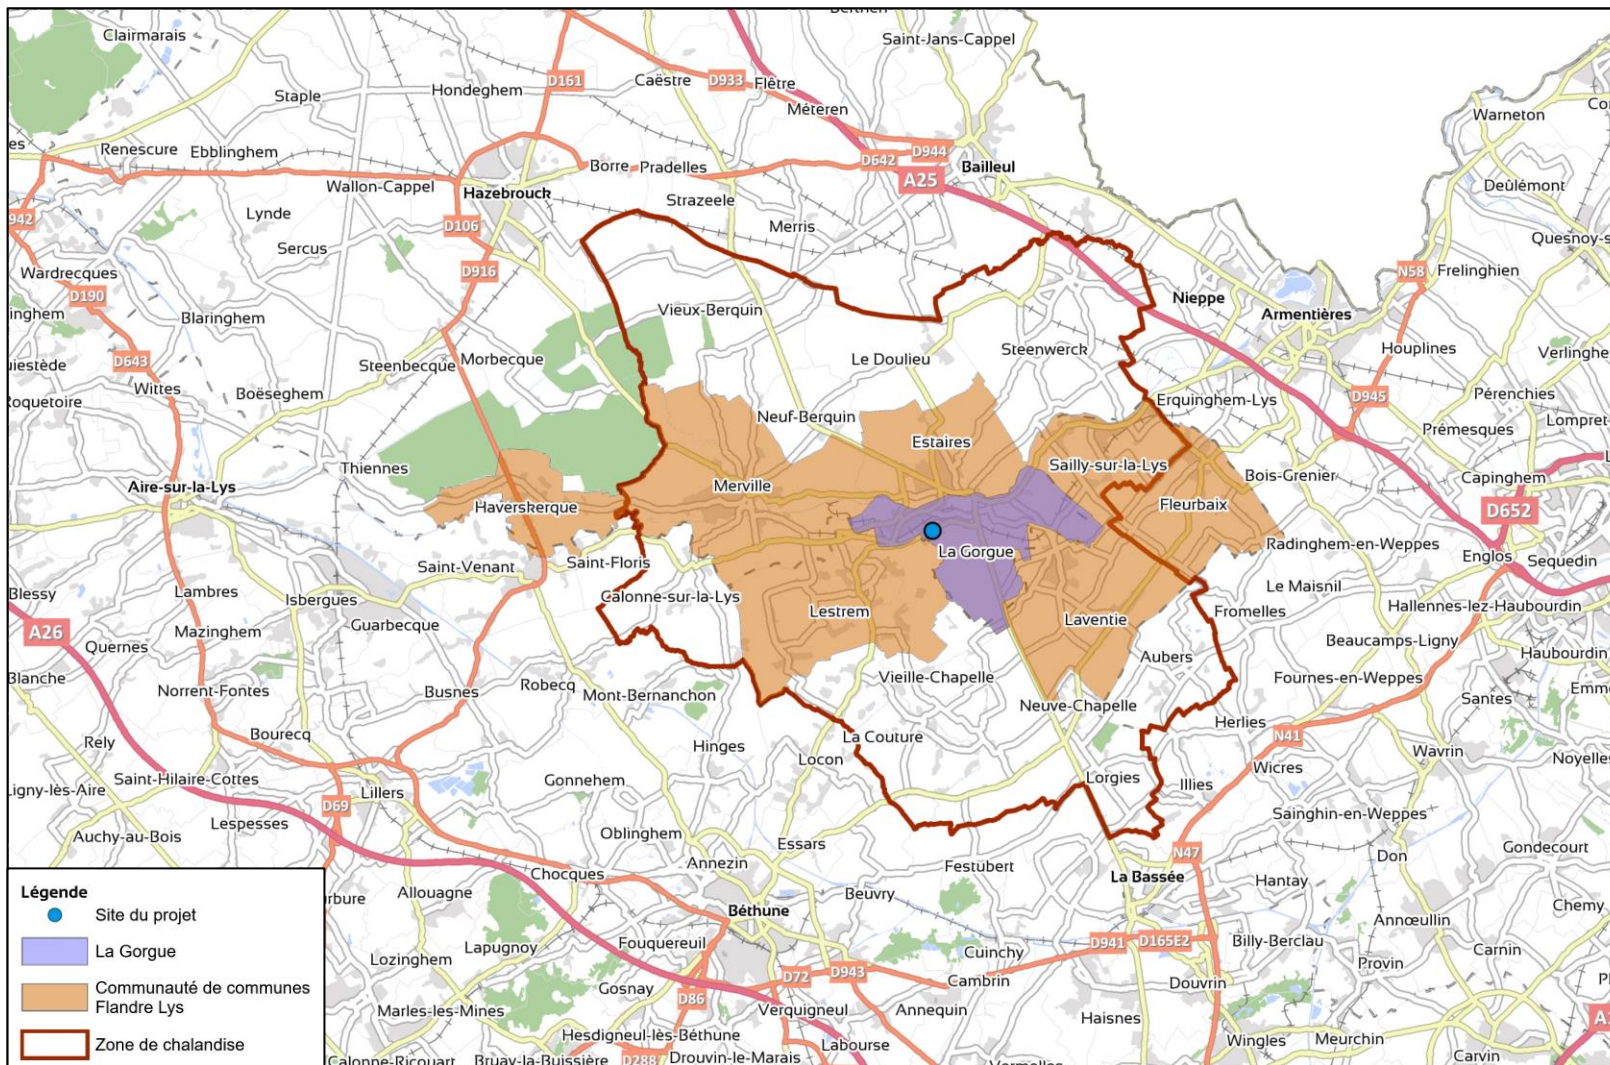 Berthen
Clairmarais
Saint-Jans-Cappel
D161
Caëstre
D933
Flêtre
Hondeghem
Staple
Méteren
Warneton
Renescure
Ebblinghem
Borre
Pradelles
D642
D944
Bailleul
A25
Wallon-Cappel
Hazebrouck
Deûlémont
Strazeele
Lynde
D106
Merris
942
Sercus
Quesnoy-s
D916
Wardrecques
N58
Frelinghien
D190
Nieppe
inghem
Blaringhem
Vieux-Berquin
Armentières
Steenwerck
Houplines
D643
Morbecque
Le Doulieu
Verlinghe
uiestède
Steenbecque
Wittes
Boëseghem
Erquinghem-Lys
D945
Pérenchies
Roquetoire
Neuf-Berquin
Lompret
Prémesques
Estaires
Thiennes
Sailly-sur-la-Lys
Bois-Grenier
Capinghem
Aire-sur-la-Lys
Merville
Haverskerque
Fleurbaix
D652
La Gorgue
Radinghem-en-Weppes
Englos
Sequedin
Saint-Venant
Saint-Floris
Blessy
Lambres
Isbergues
Calonne-sur-la-Lys
Le Maisnil
Hallennes-lez-Haubourdin
Lestrem
Fromelles
A26
Mazinghem
Guarbecque
Laventie
Beaucamps-Ligny
Quernes
Haubourdin
Aubers
Blanche
Norrent-Fontes
Busnes
Robecq
Mont-Bernanchon
Vieille-Chapelle
Fournes-en-Weppes
Emme
Santes
Neuve-Chapelle
Herlies
Bourecq
Rely
Hinges
La Couture
N41
Wavrin
Locon
Noyelles
Saint-Hilaire-Cottes
Gonnehem
Lorgies
Illies
Wicres
Ligny-lès-Aire
Lillers
D69
Lespesses
Sainghin-en-Weppes
Auchy-au-Bois
Oblinghem
Essars
Gondecourt
Annezin
Festubert
N47
Don
Chocques
La Bassée
Hantay
Allouagne
Beuvry
Chemy
Béthune
Annœullin
Lapugnoy
Fouquereuil
D941
D165E2
Billy-Berclau
Carnin
Lozinghem
Cuinchy
Provin
Gosnay
D72
D943
Cambrin
Douvrin
D86
Marles-les-Mines
Verquigneul
Annequin
Haisnes
Hesdigneul-lès-Béthune
Labourse
Wingles
Meurchin
Calonne-Ricouart
Bruay-la-Buissière
D288
Drouvin-le-Marais
Vermelles
Carvin
Légende
Site du projet
La Gorgue
Communauté de communes
Flandre Lys
Zone de chalandise